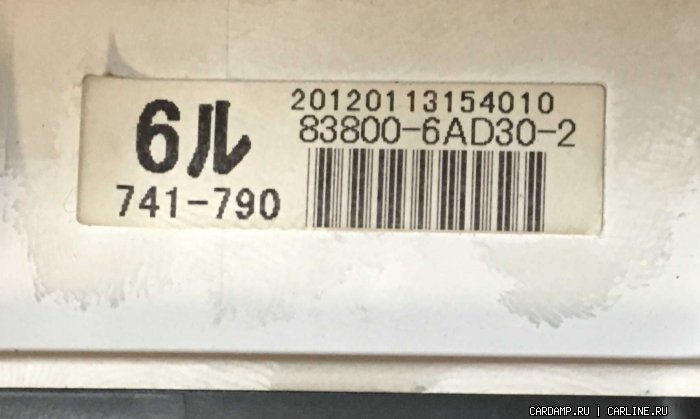 20120113154010
6ル
83800-6AD30-2
741-790
CARDAMP.RU | CARLINE.RU